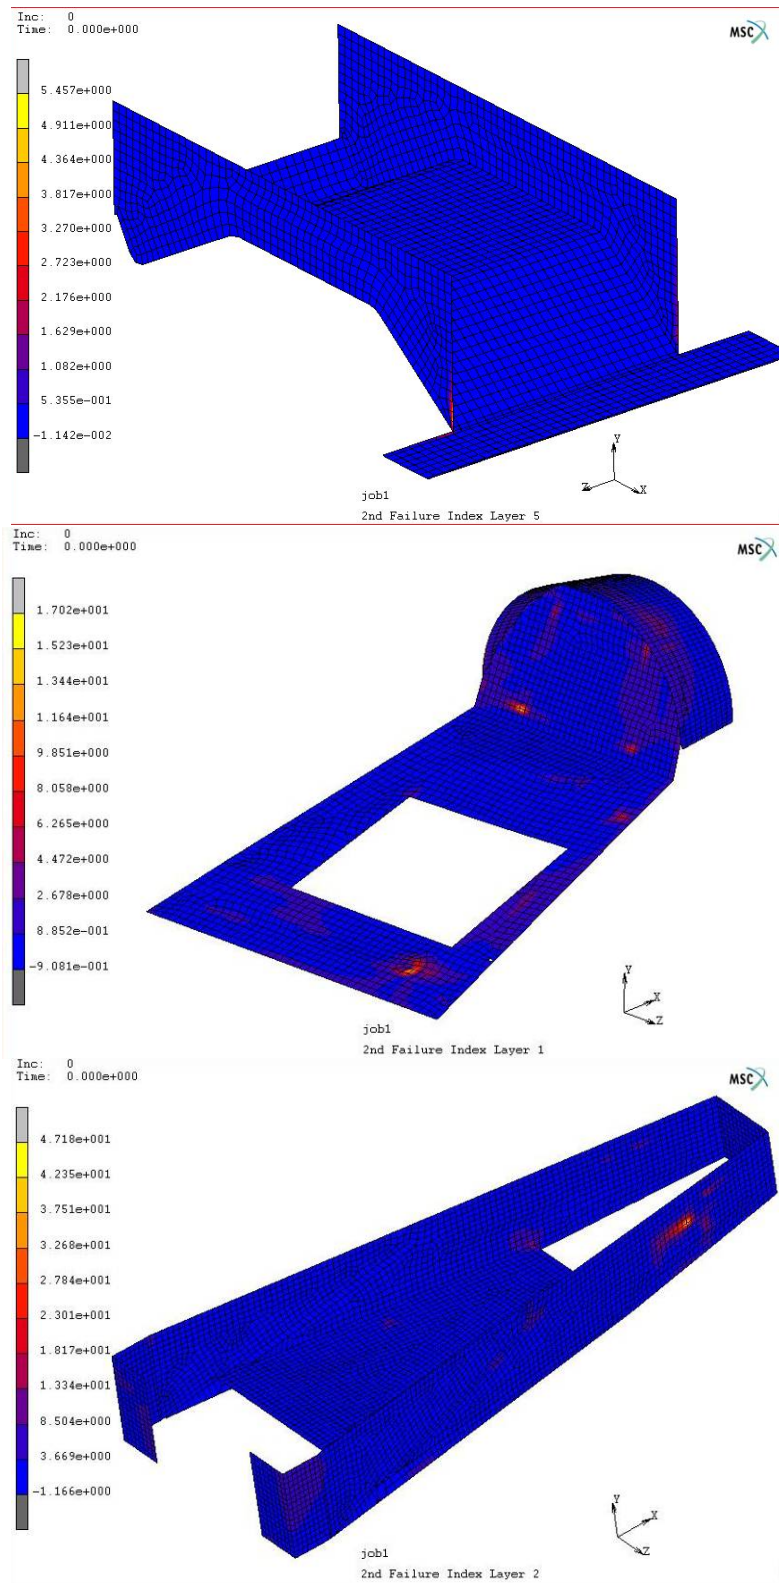 Inc: 0
Time: 0.000e+000
MSC
5.457e+000
4.911e+000
4.364e+000
3.817e+000
3.270e+000
2.723e+000
2.176e+000
1.629e+000
1.082e+000
5.355e-001
-1.142e-002
Y
Z
X
job1
2nd Failure Index Layer 5
Inc: 0
Time: 0.000e+000
MSC
1.702e+001
1.523e+001
1.344e+001
1.164e+001
9.851e+000
8.058e+000
6.265e+000
4.472e+000
2.678e+000
8.852e-001
-9.081e-001
Y
X
Z
job1
2nd Failure Index Layer 1
Inc: 0
Time: 0.000e+000
MSC
4.718e+001
4.235e+001
3.751e+001
3.268e+001
2.784e+001
2.301e+001
1.817e+001
1.334e+001
8.504e+000
3.669e+000
-1.166e+000
Y
X
Z
job1
2nd Failure Index Layer 2